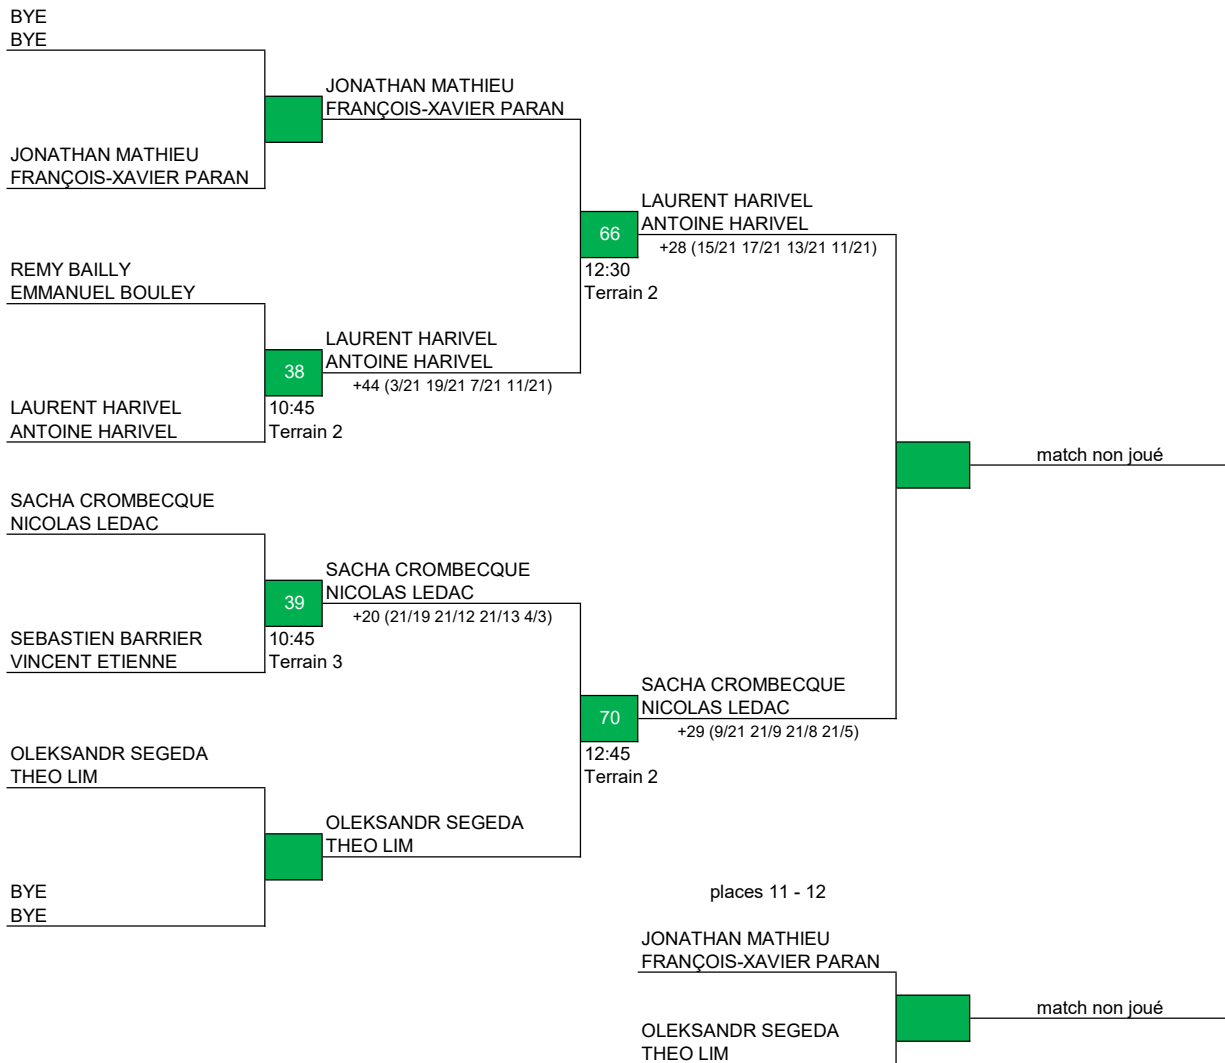 BYE
BYE
JONATHAN MATHIEU
FRANÇOIS-XAVIER PARAN
JONATHAN MATHIEU
FRANÇOIS-XAVIER PARAN
LAURENT HARIVEL
ANTOINE HARIVEL
66
+28 (15/21 17/21 13/21 11/21)
12:30
Terrain 2
REMY BAILLY
EMMANUEL BOULEY
LAURENT HARIVEL
ANTOINE HARIVEL
38
+44 (3/21 19/21 7/21 11/21)
LAURENT HARIVEL
ANTOINE HARIVEL
10:45
Terrain 2
match non joué
SACHA CROMBECQUE
NICOLAS LEDAC
SACHA CROMBECQUE
NICOLAS LEDAC
39
+20 (21/19 21/12 21/13 4/3)
SEBASTIEN BARRIER
VINCENT ETIENNE
10:45
Terrain 3
SACHA CROMBECQUE
NICOLAS LEDAC
70
+29 (9/21 21/9 21/8 21/5)
12:45
Terrain 2
OLEKSANDR SEGEDA
THEO LIM
OLEKSANDR SEGEDA
THEO LIM
BYE
BYE
places 11 - 12
JONATHAN MATHIEU
FRANÇOIS-XAVIER PARAN
match non joué
OLEKSANDR SEGEDA
THEO LIM